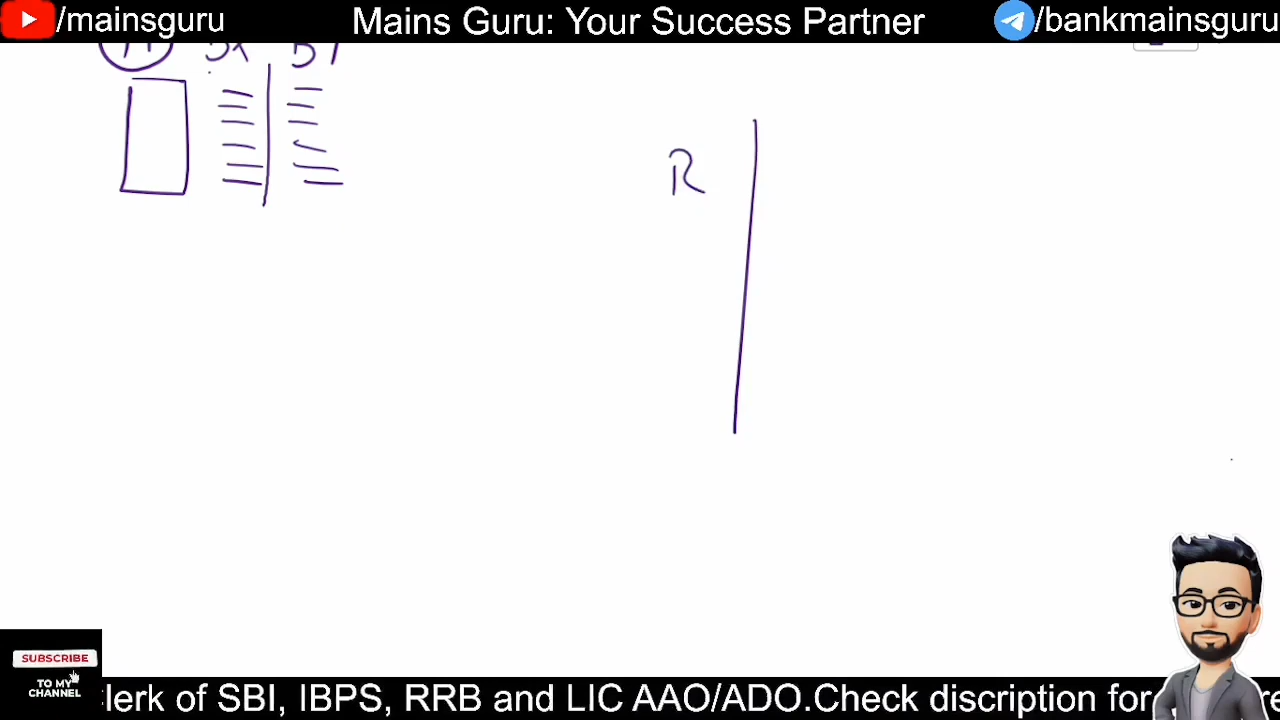 /mainsguru
Mains Guru: Your Success Partner
/bankmainsguru
R
SUBSCRIBE
TO MY
CHANNEL
lerk of SBI, IBPS, RRB and LIC AAO/ADO.Check discription for